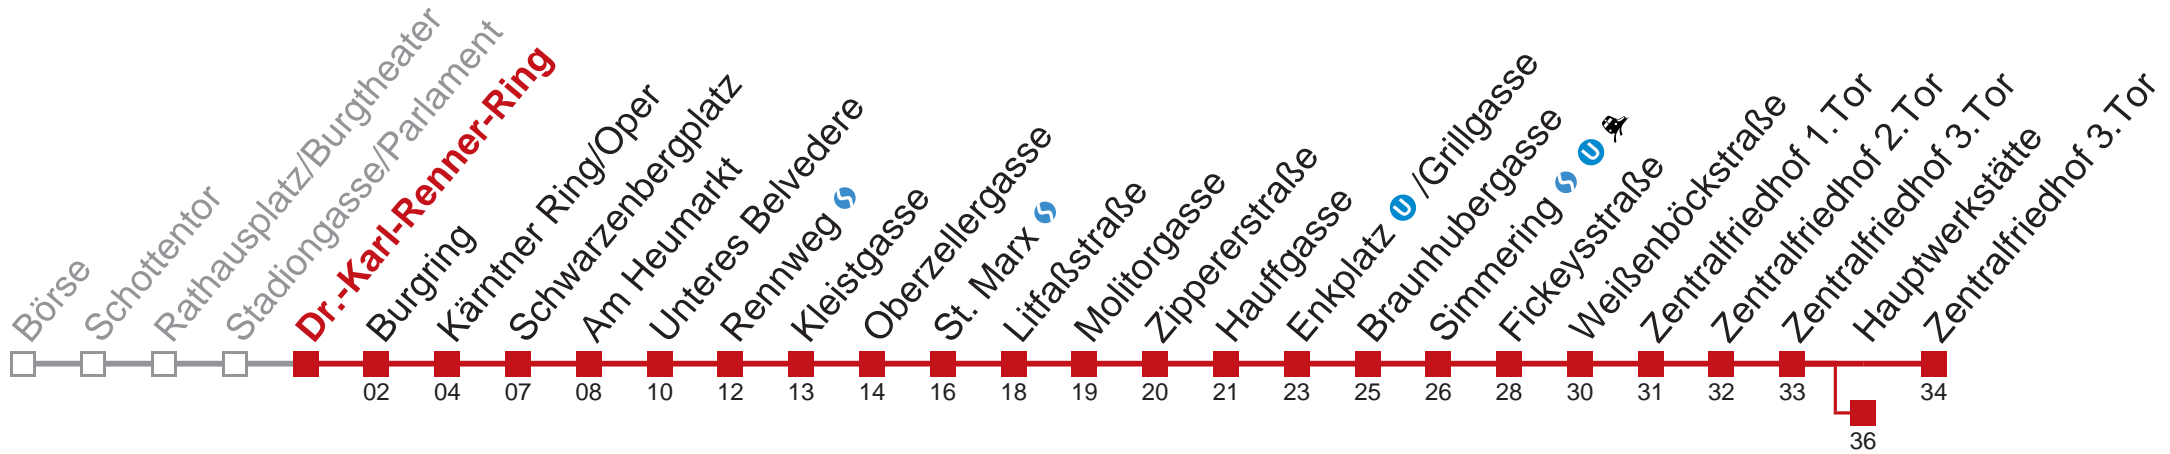 Börse
Schottentor
Rathausplatz/Burgtheater
Stadiongasse/Parlament
Dr.-Karl-Renner-Ring
Burgring
Kärntner Ring/Oper
Schwarzenbergplatz
Am Heumarkt
Unteres Belvedere
Rennweg S
Kleistgasse
Oberzellergasse
St. Marx S
Litfaßstraße
Molitorgasse
Zippererstraße
Hauffgasse
Enkplatz U /Grillgasse
Braunhubergasse
Simmering S U
Fickeysstraße
Weißenböckstraße
Zentralfriedhof 1.Tor
Zentralfriedhof 2.Tor
Zentralfriedhof 3.Tor
Hauptwerkstätte
Zentralfriedhof 3.Tor
02 04 07 08 10 12 13 14 16 18 19 20 21 23 25 26 28 30 31 32 33 34
36